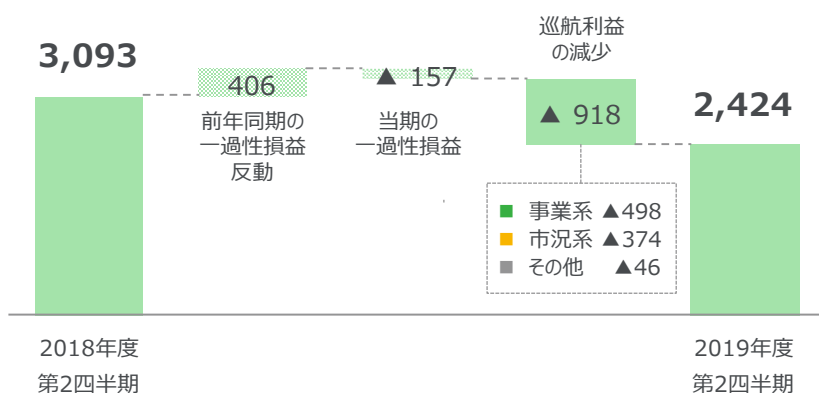 3,093
406
前年同期の
一過性損益
反動
▲ 157
当期の
一過性損益
巡航利益
の減少
▲ 918
■ 事業系 ▲498
■ 市況系 ▲374
■ その他 ▲46
2,424
2018年度
第2四半期
2019年度
第2四半期